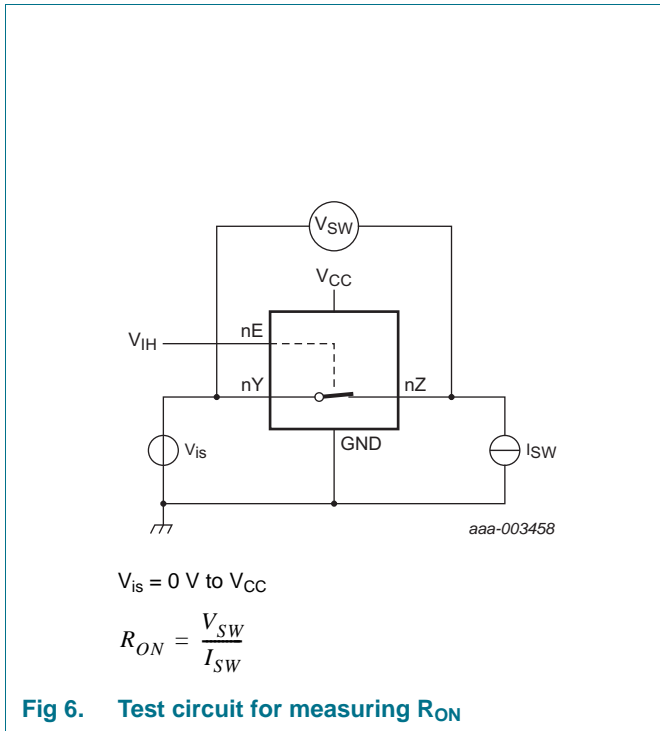 VSW
VCC
nE
VIH
nY
nZ
GND
Vis
ISW
aaa-003458
Vis = 0 V to VCC
RON = VSW / ISW
Fig 6. Test circuit for measuring RON